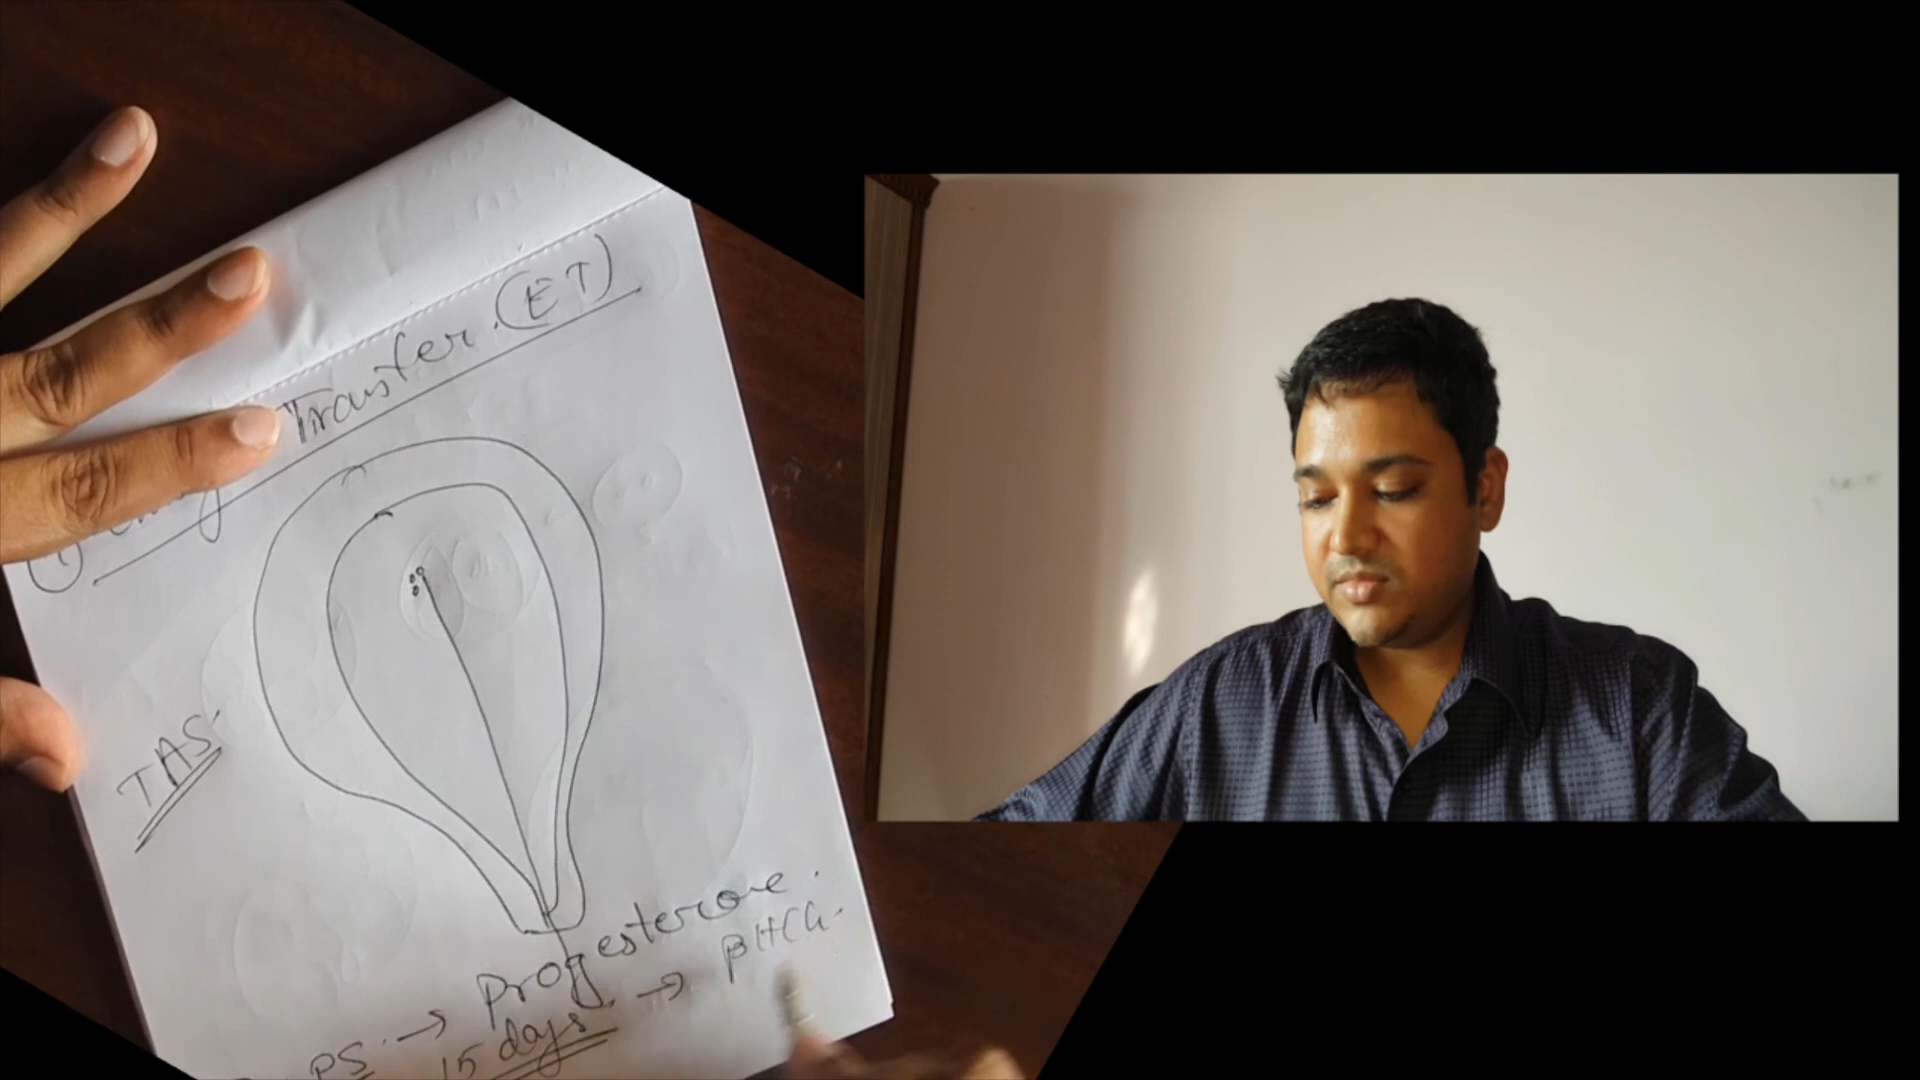 Transfer. (ET)
TAS.
PS. → Progesterone.
15 days. → βHCG.